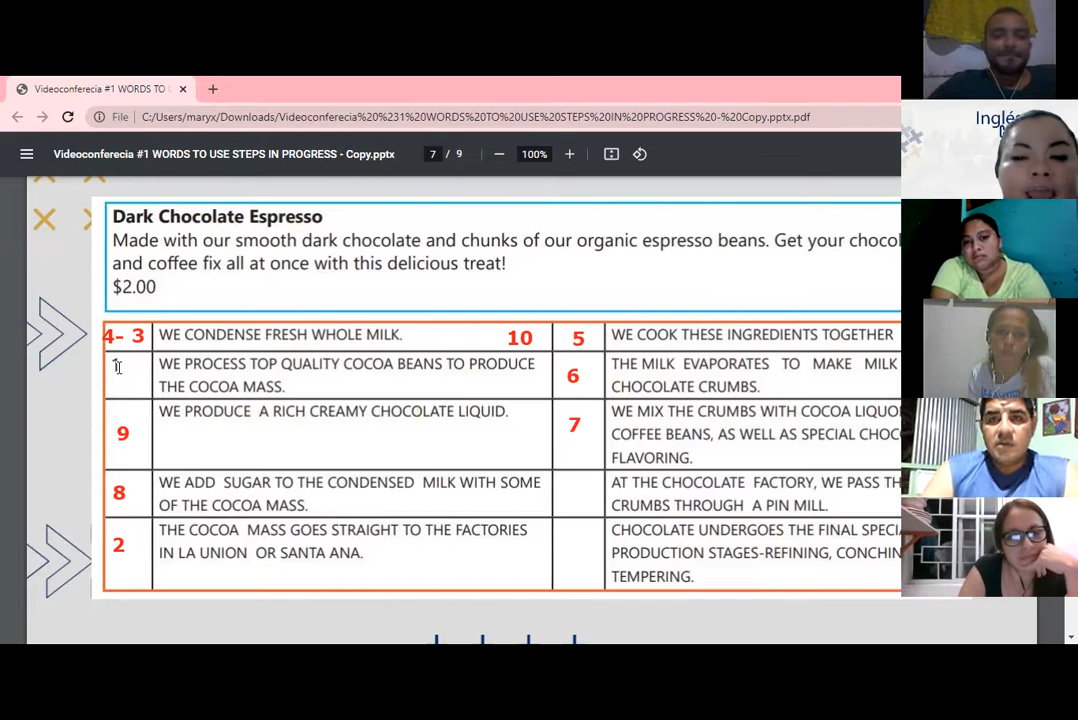 Videoconferecia #1 WORDS TO
File C:/Users/maryx/Downloads/Videoconferecia%20%231%20WORDS%20TO%20USE%20STEPS%20IN%20PROGRESS%20-%20Copy.pptx.pdf
Videoconferecia #1 WORDS TO USE STEPS IN PROGRESS - Copy.pptx 7 / 9 100%
Inglés
Dark Chocolate Espresso
Made with our smooth dark chocolate and chunks of our organic espresso beans. Get your
and coffee fix all at once with this delicious treat!
$2.00
4- 3 WE CONDENSE FRESH WHOLE MILK. 10
WE PROCESS TOP QUALITY COCOA BEANS TO PRODUCE
THE COCOA MASS.
9 WE PRODUCE A RICH CREAMY CHOCOLATE LIQUID.
8 WE ADD SUGAR TO THE CONDENSED MILK WITH SOME
OF THE COCOA MASS.
2 THE COCOA MASS GOES STRAIGHT TO THE FACTORIES
IN LA UNION OR SANTA ANA.
5 WE COOK THESE INGREDIENTS TOGETHER
6 THE MILK EVAPORATES TO MAKE MILK
CHOCOLATE CRUMBS.
7 WE MIX THE CRUMBS WITH COCOA
COFFEE BEANS, AS WELL AS SPECIAL
FLAVORING.
AT THE CHOCOLATE FACTORY, WE PASS
CRUMBS THROUGH A PIN MILL.
CHOCOLATE UNDERGOES THE FINAL
PRODUCTION STAGES-REFINING,
TEMPERING.